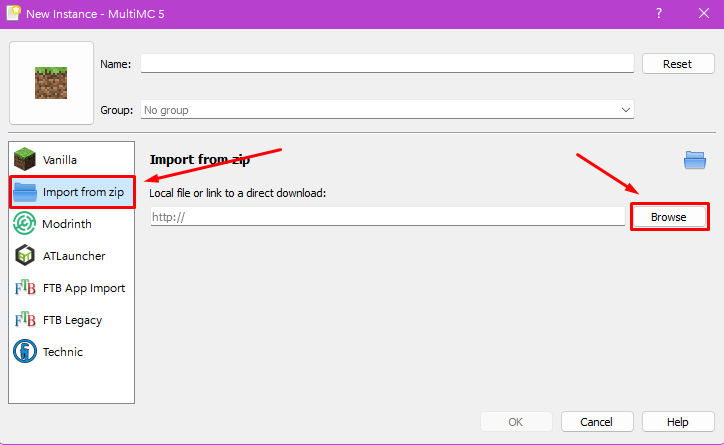 New Instance - MultiMC 5
?
Name:
Reset
Group:
No group
Vanilla
Import from zip
Modrinth
ATLauncher
FTB App Import
FTB Legacy
Technic
Import from zip
Local file or link to a direct download:
http://
Browse
OK
Cancel
Help